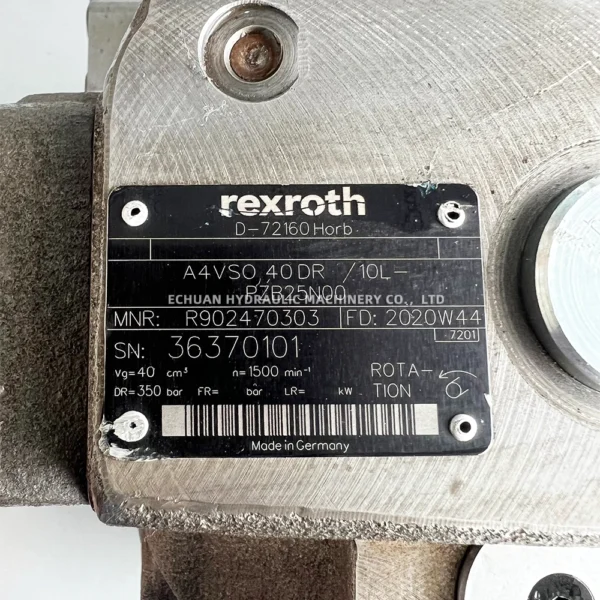 rexroth
D-72160 Horb
A4VSO 40 DR /10L-
PZB25N00
ECHUAN HYDRAULIC MACHINERY CO., LTD
MNR: R902470303 FD: 2020W44
-7201
SN: 36370101
Vg=40 cm³ n=1500 min⁻¹
DR=350 bar FR= bar LR= kW
ROTA-
TION
Made in Germany